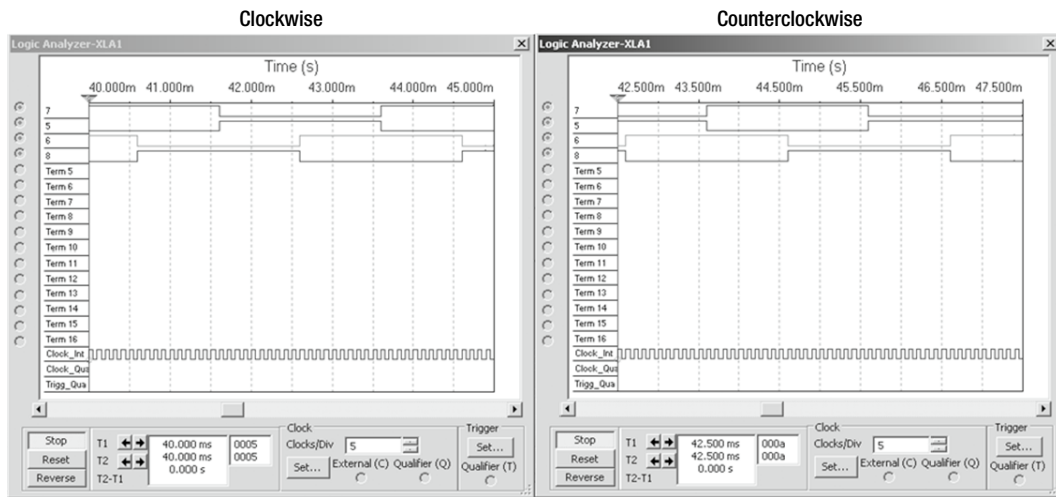 Clockwise
Logic Analyzer-XLA1
Time (s)
40.000m 41.000m 42.000m 43.000m 44.000m 45.000m
7
5
6
8
Term 5
Term 6
Term 7
Term 8
Term 9
Term 10
Term 11
Term 12
Term 13
Term 14
Term 15
Term 16
Clock_Int
Clock_Qua
Trigg_Qua
Stop
Reset
Reverse
T1
T2
T2-T1
40.000 ms
40.000 ms
0.000 s
0005
0005
Clock
Clocks/Div 5
Set... External (C) Qualifier (Q)
Trigger
Set...
Qualifier (T)
Counterclockwise
Logic Analyzer-XLA1
Time (s)
42.500m 43.500m 44.500m 45.500m 46.500m 47.500m
7
5
6
8
Term 5
Term 6
Term 7
Term 8
Term 9
Term 10
Term 11
Term 12
Term 13
Term 14
Term 15
Term 16
Clock_Int
Clock_Qua
Trigg_Qua
Stop
Reset
Reverse
T1
T2
T2-T1
42.500 ms
42.500 ms
0.000 s
000a
000a
Clock
Clocks/Div 5
Set... External (C) Qualifier (Q)
Trigger
Set...
Qualifier (T)